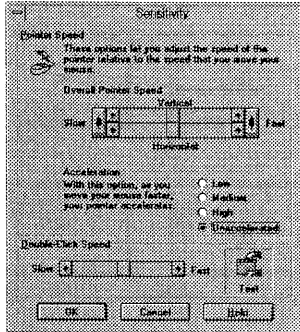 Sensitivity
Pointer Speed
These options let you adjust the speed of the
pointer relative to the speed that you move your
mouse.
Overall Pointer Speed
Vertical
Slow
Fast
Horizontal
Acceleration
With this option, as you
move your mouse faster,
your pointer accelerates.
Low
Medium
High
Unaccelerated
Double-Click Speed
Slow
Fast
Test
OK
Cancel
Help